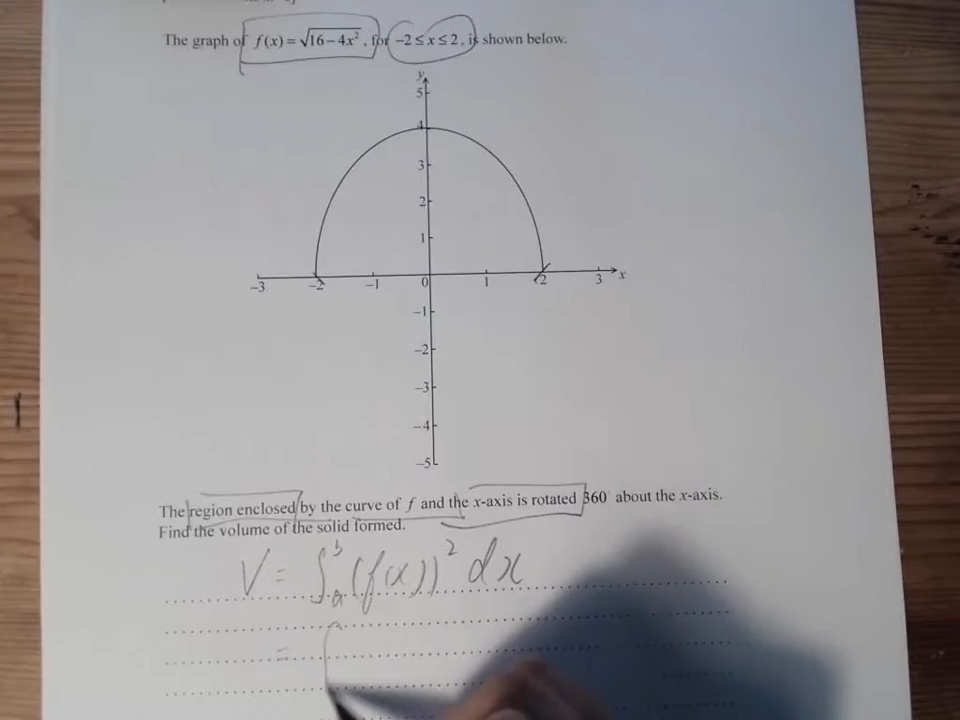 The graph of f(x) = √16 − 4x², for −2 ≤ x ≤ 2, is shown below.
y
5
4
3
2
1
−3 −2 −1 0 1 2 3 x
−1
−2
−3
−4
−5
The region enclosed by the curve of f and the x-axis is rotated 360° about the x-axis.
Find the volume of the solid formed.
V = ∫ₐᵇ (f(x))² dx
=